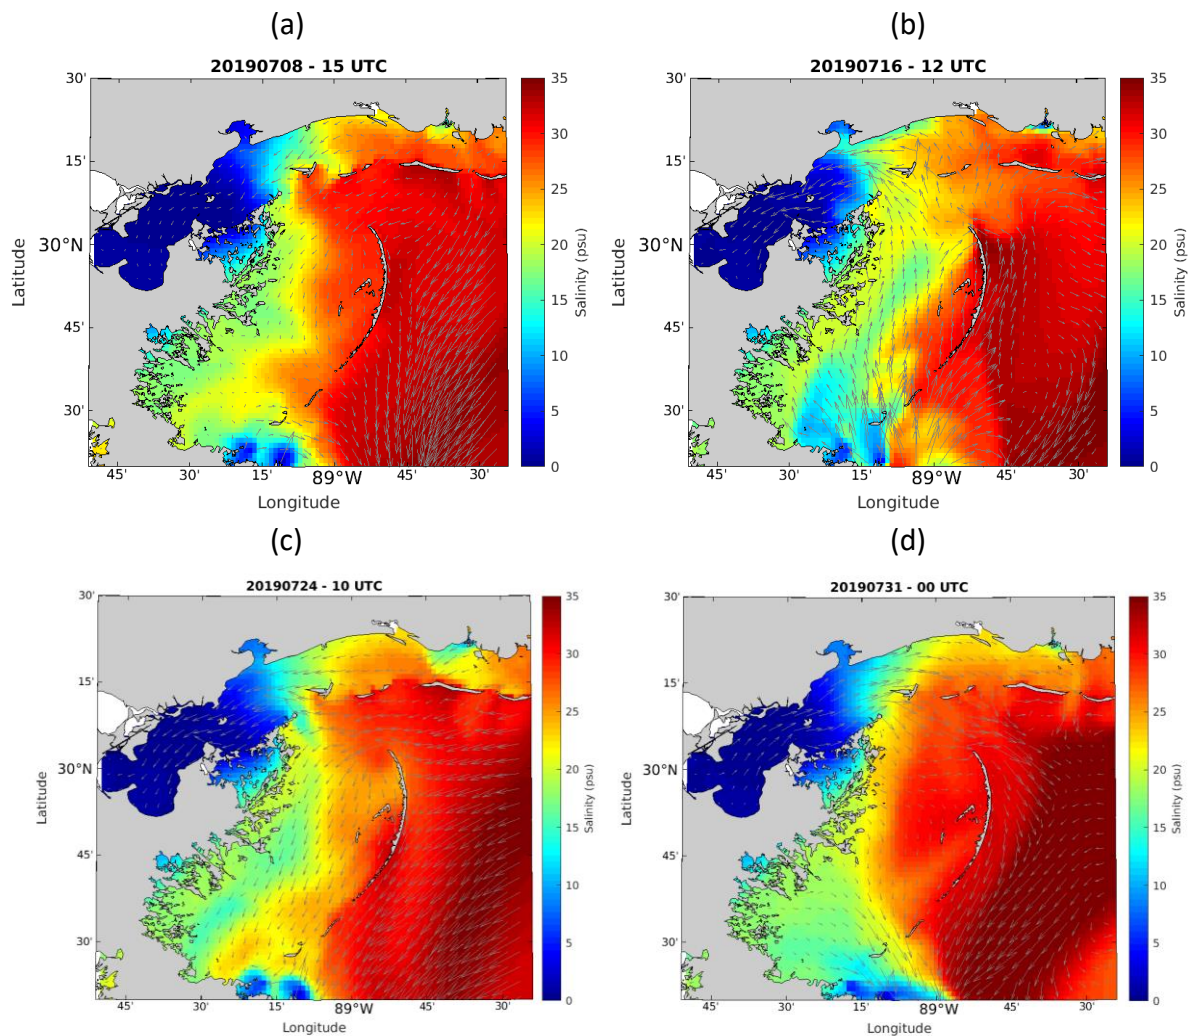 (a)
(b)
20190708 - 15 UTC
20190716 - 12 UTC
30'
15'
30°N
45'
30'
45'
30'
15'
89°W
45'
30'
Latitude
Longitude
35
30
25
20
15
10
5
0
Salinity (psu)
30'
15'
30°N
45'
30'
45'
30'
15'
89°W
45'
30'
Latitude
Longitude
35
30
25
20
15
10
5
0
Salinity (psu)
(c)
(d)
20190724 - 10 UTC
20190731 - 00 UTC
30'
15'
30°N
45'
30'
45'
30'
15'
89°W
45'
30'
Latitude
Longitude
35
30
25
20
15
10
5
0
Salinity (psu)
30'
15'
30°N
45'
30'
45'
30'
15'
89°W
45'
30'
Latitude
Longitude
35
30
25
20
15
10
5
0
Salinity (psu)